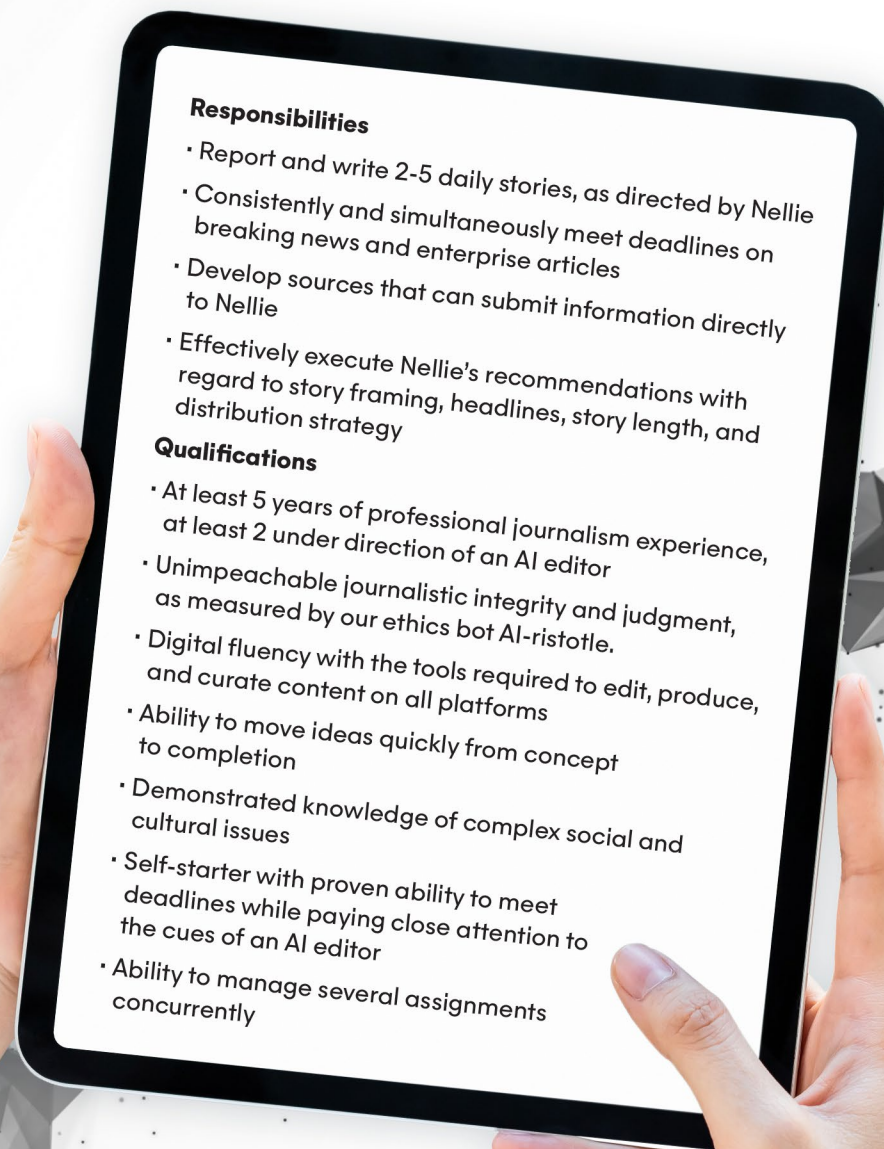 Responsibilities
· Report and write 2-5 daily stories, as directed by Nellie
· Consistently and simultaneously meet deadlines on
breaking news and enterprise articles
· Develop sources that can submit information directly
to Nellie
· Effectively execute Nellie's recommendations with
regard to story framing, headlines, story length, and
distribution strategy
Qualifications
· At least 5 years of professional journalism experience,
at least 2 under direction of an AI editor
· Unimpeachable journalistic integrity and judgment,
as measured by our ethics bot AI-ristotle.
· Digital fluency with the tools required to edit, produce,
and curate content on all platforms
· Ability to move ideas quickly from concept
to completion
· Demonstrated knowledge of complex social and
cultural issues
· Self-starter with proven ability to meet
deadlines while paying close attention to
the cues of an AI editor
· Ability to manage several assignments
concurrently